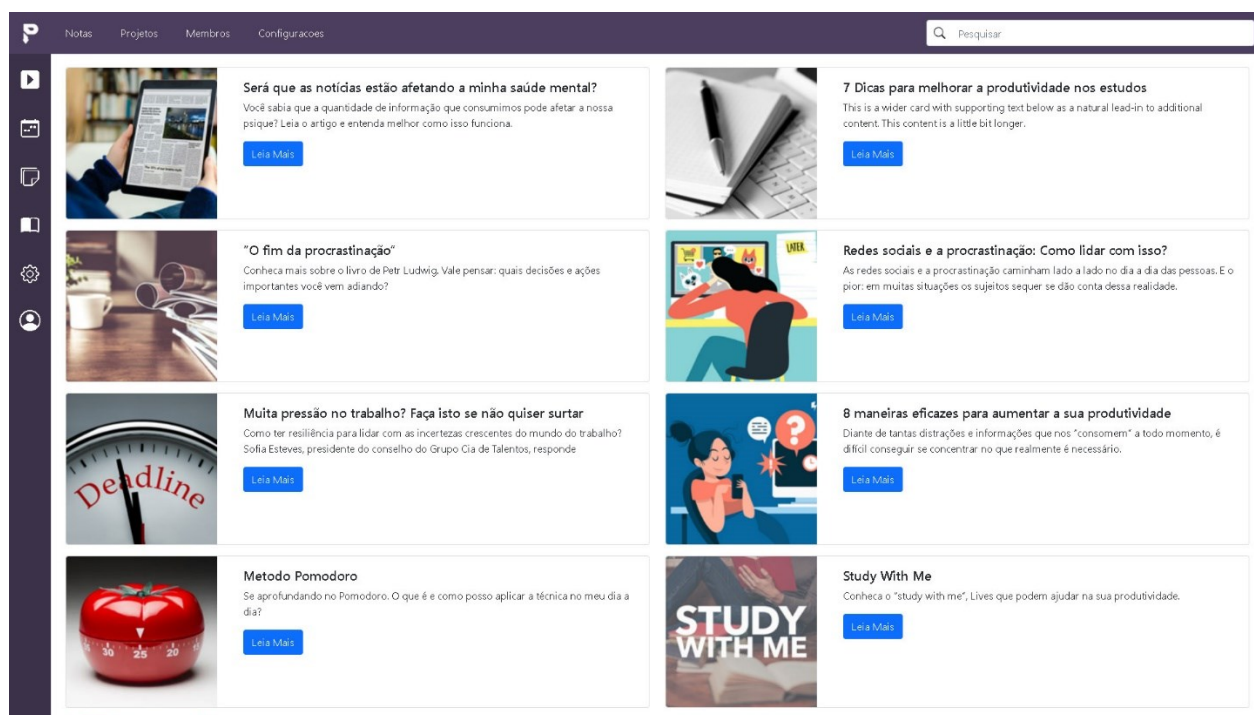 P
Notas Projetos Membros Configuracoes Pesquisar
Será que as notícias estão afetando a minha saúde mental?
Você sabia que a quantidade de informação que consumimos pode afetar a nossa
psique? Leia o artigo e entenda melhor como isso funciona.
Leia Mais
7 Dicas para melhorar a produtividade nos estudos
This is a wider card with supporting text below as a natural lead-in to additional
content. This content is a little bit longer.
Leia Mais
"O fim da procrastinação"
Conheca mais sobre o livro de Petr Ludwig. Vale pensar: quais decisões e ações
importantes você vem adiando?
Leia Mais
LATER
Redes sociais e a procrastinação: Como lidar com isso?
As redes sociais e a procrastinação caminham lado a lado no dia a dia das pessoas. E o
pior: em muitas situações os sujeitos sequer se dão conta dessa realidade.
Leia Mais
Deadline
Muita pressão no trabalho? Faça isto se não quiser surtar
Como ter resiliência para lidar com as incertezas crescentes do mundo do trabalho?
Sofia Esteves, presidente do conselho do Grupo Cia de Talentos, responde
Leia Mais
8 maneiras eficazes para aumentar a sua produtividade
Diante de tantas distrações e informações que nos "consomem" a todo momento, é
difícil conseguir se concentrar no que realmente é necessário.
Leia Mais
30 25 20
Metodo Pomodoro
Se aprofundando no Pomodoro. O que é e como posso aplicar a técnica no meu dia a
dia?
Leia Mais
STUDY
WITH ME
Study With Me
Conheca o "study with me", Lives que podem ajudar na sua produtividade.
Leia Mais